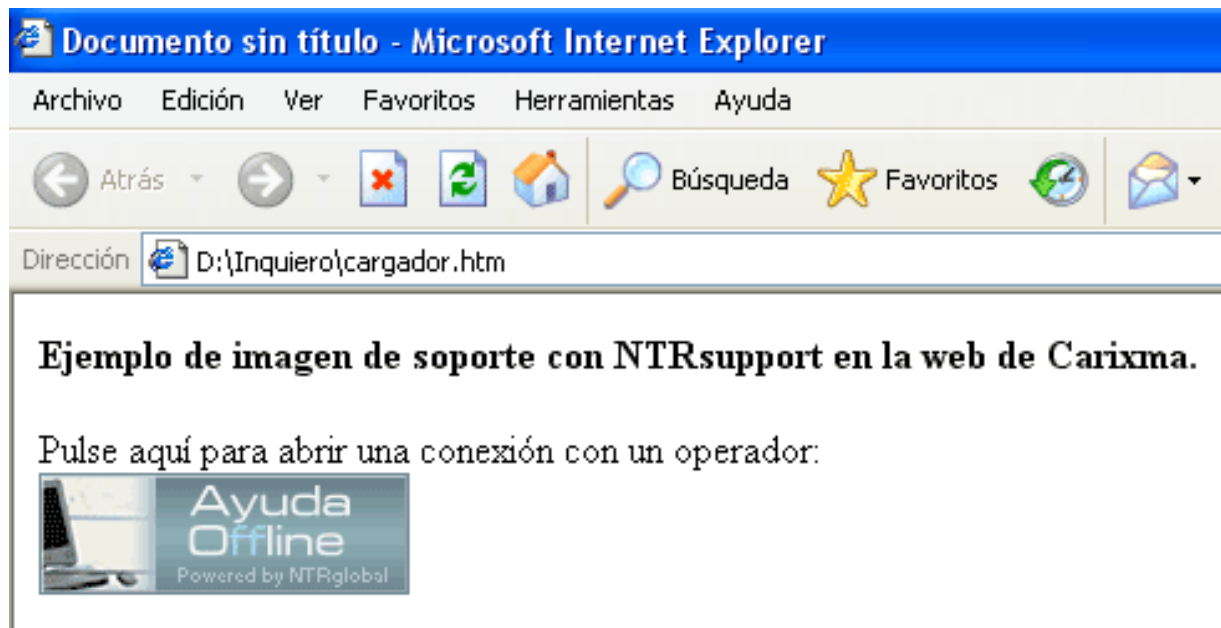 Documento sin título - Microsoft Internet Explorer
Archivo Edición Ver Favoritos Herramientas Ayuda
Atrás Búsqueda Favoritos
Dirección D:\Inquiero\cargador.htm
Ejemplo de imagen de soporte con NTRsupport en la web de Carixma.
Pulse aquí para abrir una conexión con un operador:
Ayuda
Offline
Powered by NTRglobal